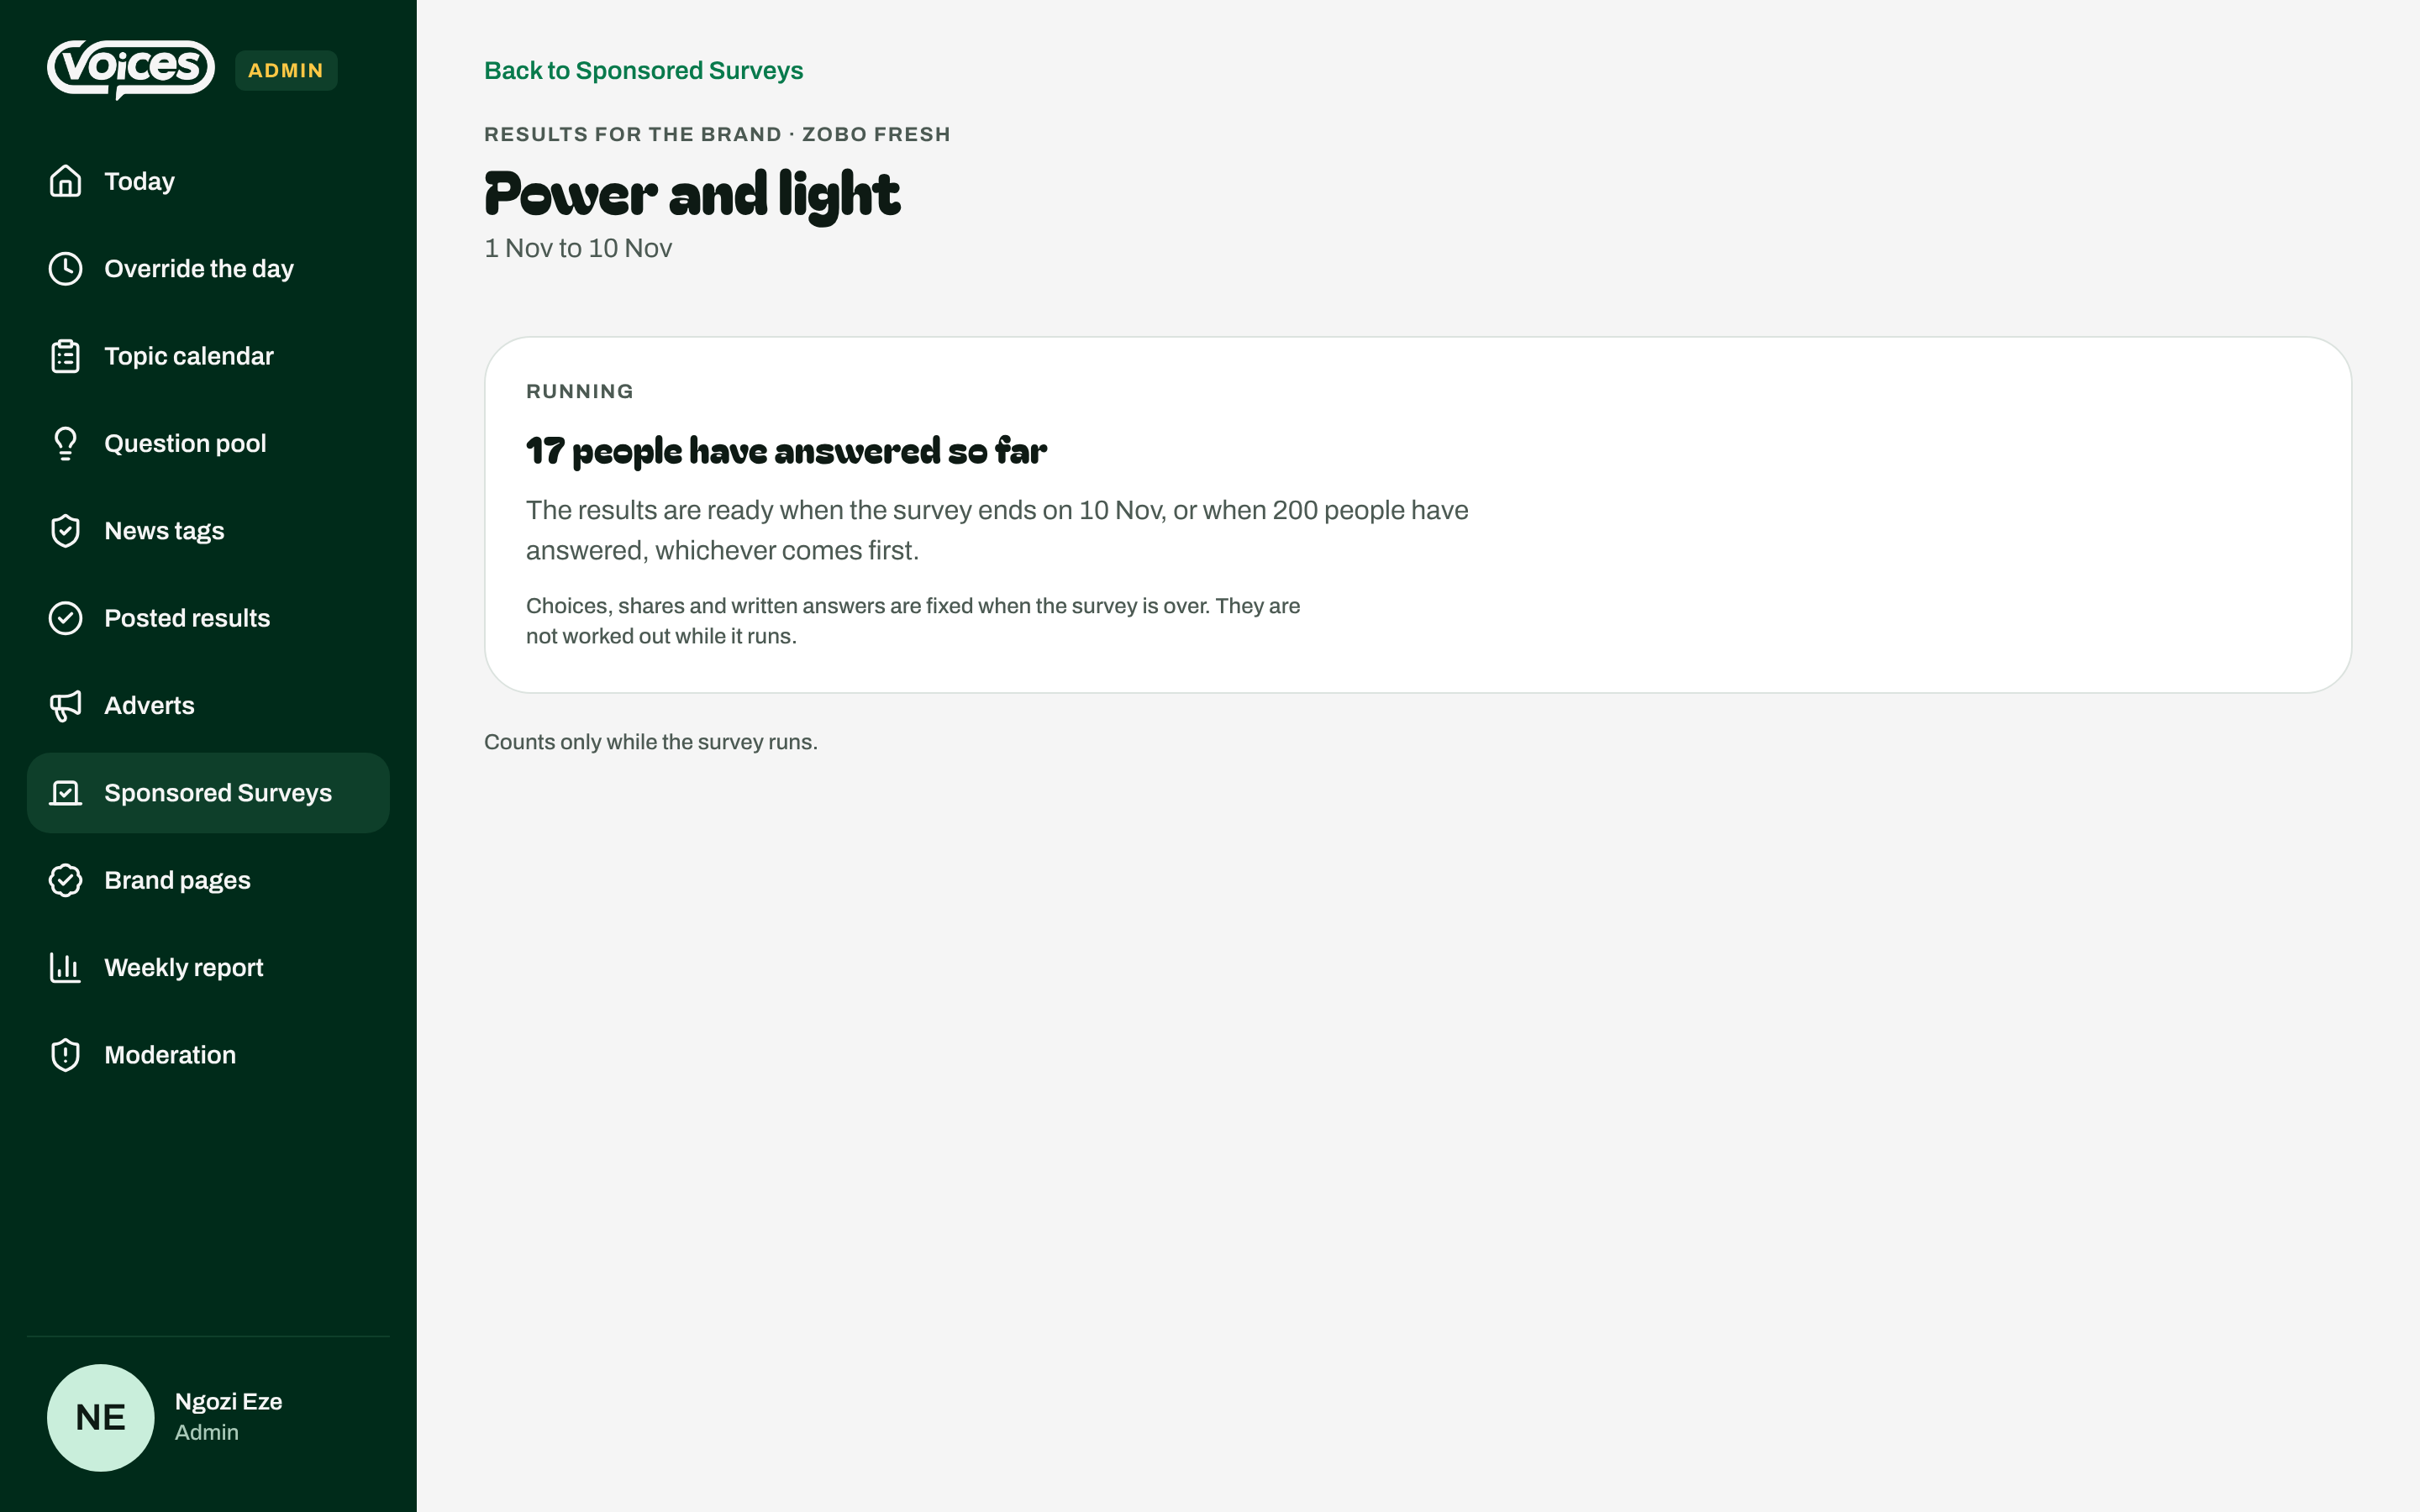 Voices
ADMIN
Today
Override the day
Topic calendar
Question pool
News tags
Posted results
Adverts
Sponsored Surveys
Brand pages
Weekly report
Moderation
NE
Ngozi Eze
Admin
Back to Sponsored Surveys
RESULTS FOR THE BRAND · ZOBO FRESH
Power and light
1 Nov to 10 Nov
RUNNING
17 people have answered so far
The results are ready when the survey ends on 10 Nov, or when 200 people have
answered, whichever comes first.
Choices, shares and written answers are fixed when the survey is over. They are
not worked out while it runs.
Counts only while the survey runs.